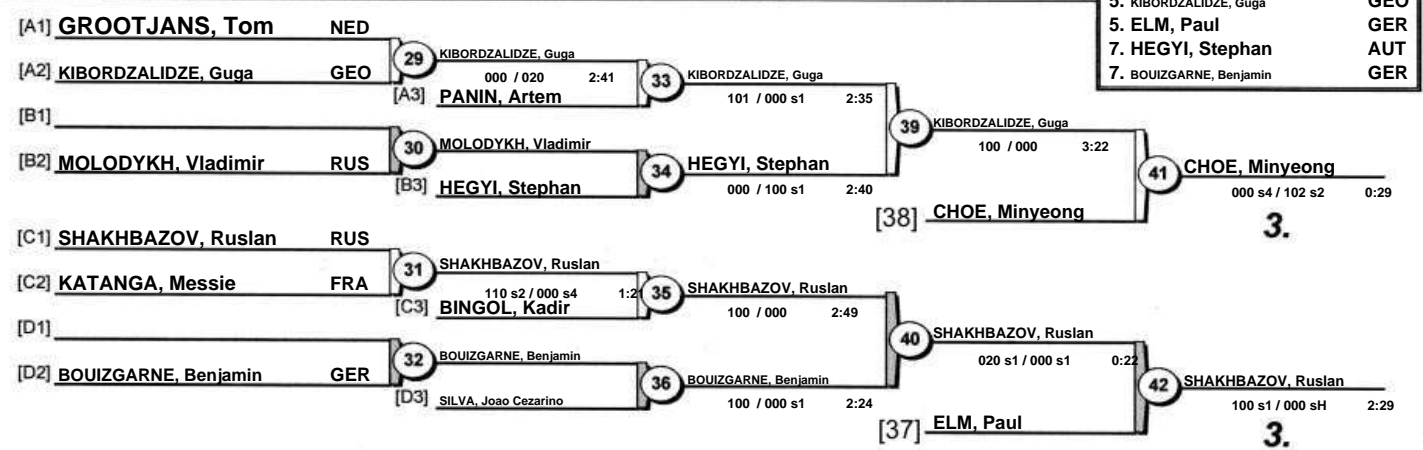 5. KIBORDZALIDZE, Guga GEO
5. ELM, Paul GER
7. HEGYI, Stephan AUT
7. BOUIZGARNE, Benjamin GER
[A1] GROOTJANS, Tom NED
29 KIBORDZALIDZE, Guga
[A2] KIBORDZALIDZE, Guga GEO
000 / 020 2:41
33 KIBORDZALIDZE, Guga
[A3] PANIN, Artem
101 / 000 s1 2:35
[B1]
39 KIBORDZALIDZE, Guga
30 MOLODYKH, Vladimir
100 / 000 3:22
[B2] MOLODYKH, Vladimir RUS
34 HEGYI, Stephan
41 CHOE, Minyeong
[B3] HEGYI, Stephan
000 / 100 s1 2:40
000 s4 / 102 s2 0:29
[38] CHOE, Minyeong
3.
[C1] SHAKHBAZOV, Ruslan RUS
31 SHAKHBAZOV, Ruslan
[C2] KATANGA, Messie FRA
110 s2 / 000 s4 1:21
35 SHAKHBAZOV, Ruslan
[C3] BINGOL, Kadir
100 / 000 2:49
[D1]
40 SHAKHBAZOV, Ruslan
32 BOUIZGARNE, Benjamin
020 s1 / 000 s1 0:22
[D2] BOUIZGARNE, Benjamin GER
36 BOUIZGARNE, Benjamin
42 SHAKHBAZOV, Ruslan
[D3] SILVA, Joao Cezarino
100 / 000 s1 2:24
100 s1 / 000 sH 2:29
[37] ELM, Paul
3.